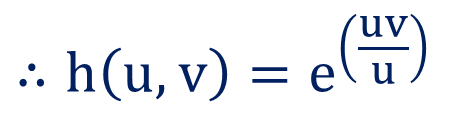 ∴ h(u, v) = e^(uv/u)